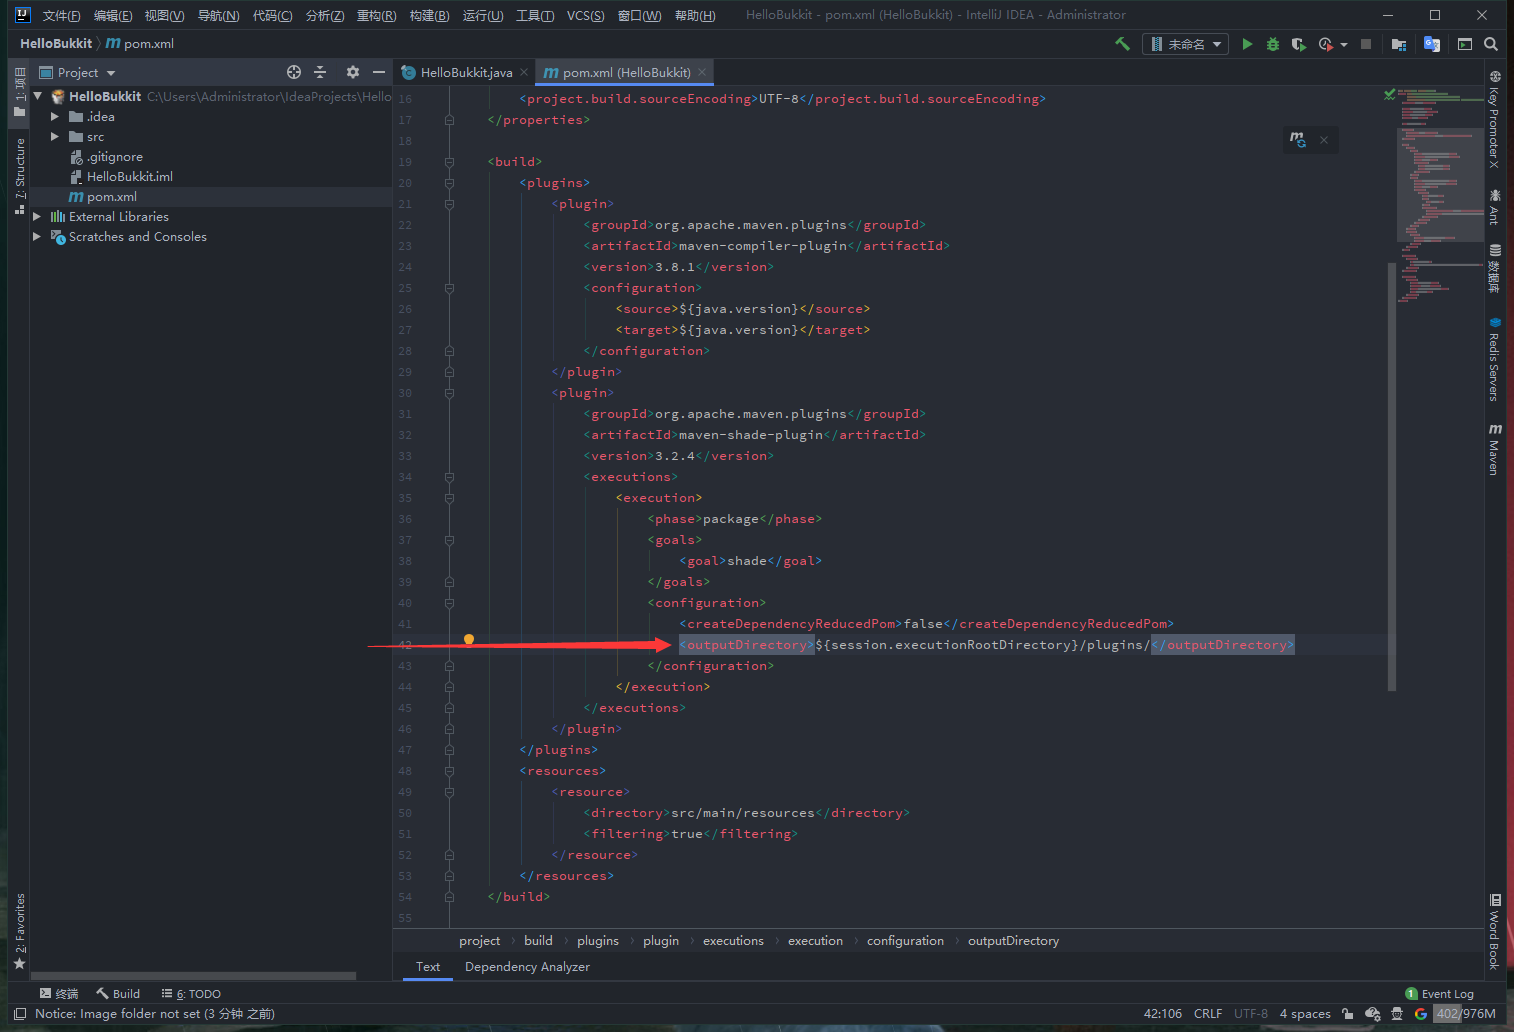 文件(F) 编辑(E) 视图(V) 导航(N) 代码(C) 分析(Z) 重构(R) 构建(B) 运行(U) 工具(T) VCS(S) 窗口(W) 帮助(H) HelloBukkit - pom.xml (HelloBukkit) - IntelliJ IDEA - Administrator
HelloBukkit m pom.xml 未命名
Project
HelloBukkit.java m pom.xml (HelloBukkit)
HelloBukkit C:\Users\Administrator\IdeaProjects\Hello
.idea
src
.gitignore
HelloBukkit.iml
m pom.xml
External Libraries
Scratches and Consoles
1: 项目
7: Structure
2: Favorites
16 <project.build.sourceEncoding>UTF-8</project.build.sourceEncoding>
17 </properties>
18
19 <build>
20 <plugins>
21 <plugin>
22 <groupId>org.apache.maven.plugins</groupId>
23 <artifactId>maven-compiler-plugin</artifactId>
24 <version>3.8.1</version>
25 <configuration>
26 <source>${java.version}</source>
27 <target>${java.version}</target>
28 </configuration>
29 </plugin>
30 <plugin>
31 <groupId>org.apache.maven.plugins</groupId>
32 <artifactId>maven-shade-plugin</artifactId>
33 <version>3.2.4</version>
34 <executions>
35 <execution>
36 <phase>package</phase>
37 <goals>
38 <goal>shade</goal>
39 </goals>
40 <configuration>
41 <createDependencyReducedPom>false</createDependencyReducedPom>
42 <outputDirectory>${session.executionRootDirectory}/plugins/</outputDirectory>
43 </configuration>
44 </execution>
45 </executions>
46 </plugin>
47 </plugins>
48 <resources>
49 <resource>
50 <directory>src/main/resources</directory>
51 <filtering>true</filtering>
52 </resource>
53 </resources>
54 </build>
55
Key Promoter X
Ant
数据库
Redis Servers
m Maven
Word Book
project build plugins plugin executions execution configuration outputDirectory
Text Dependency Analyzer
终端 Build 6: TODO 1 Event Log
Notice: Image folder not set (3 分钟 之前) 42:106 CRLF UTF-8 4 spaces 402/976M